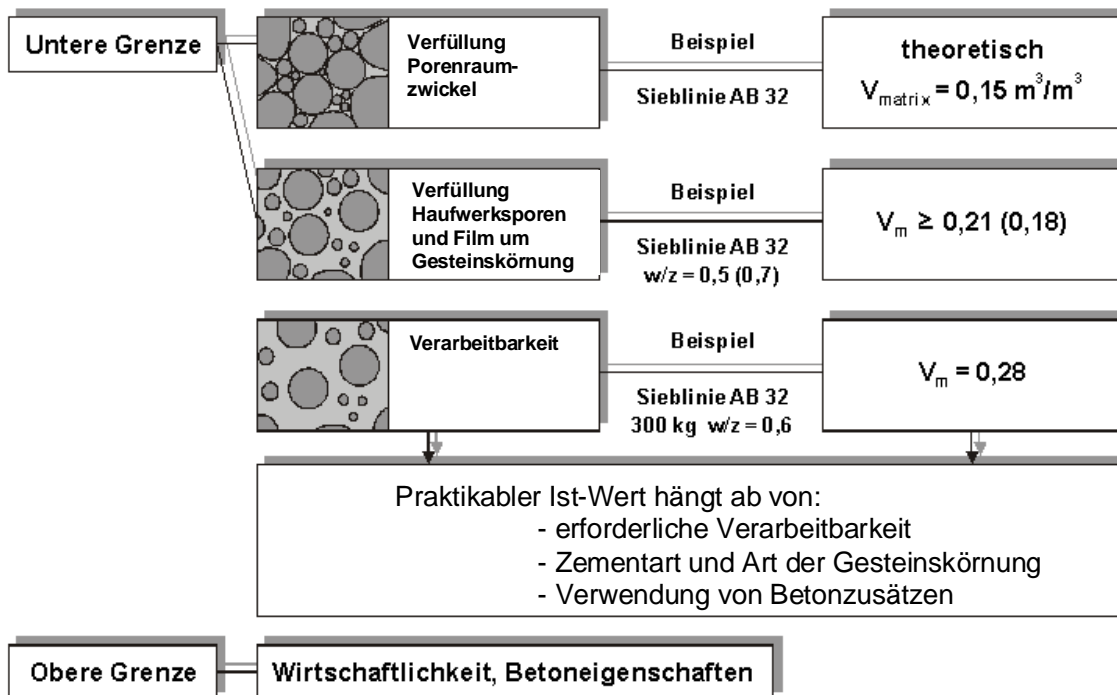 Untere Grenze
Verfüllung
Porenraum-
zwickel
Beispiel
Sieblinie AB 32
theoretisch
V_matrix = 0,15 m³/m³
Verfüllung
Haufwerksporen
und Film um
Gesteinskörnung
Beispiel
Sieblinie AB 32
w/z = 0,5 (0,7)
V_m ≥ 0,21 (0,18)
Verarbeitbarkeit
Beispiel
Sieblinie AB 32
300 kg w/z = 0,6
V_m = 0,28
Praktikabler Ist-Wert hängt ab von:
- erforderliche Verarbeitbarkeit
- Zementart und Art der Gesteinskörnung
- Verwendung von Betonzusätzen
Obere Grenze
Wirtschaftlichkeit, Betoneigenschaften